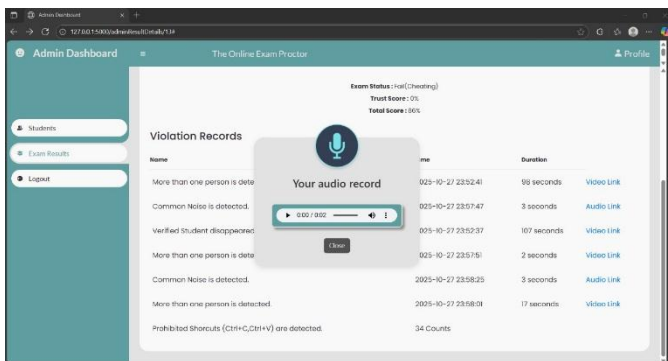 Admin Dashboard
127.0.0.1:5000/adminResultDetails/13#
Admin Dashboard
The Online Exam Proctor
Profile
Exam Status : Fail(Cheating)
Trust Score : 0%
Total Score : 86%
Students
Exam Results
Logout
Violation Records
Name
me
Duration
More than one person is dete
025-10-27 23:52:41
98 seconds
Video Link
Common Noise is detected.
025-10-27 23:57:47
3 seconds
Audio Link
Verified Student disappeared
025-10-27 23:52:37
107 seconds
Video Link
More than one person is dete
025-10-27 23:57:51
2 seconds
Video Link
Common Noise is detected.
2025-10-27 23:58:25
3 seconds
Audio Link
More than one person is detected.
2025-10-27 23:58:01
17 seconds
Video Link
Prohibited Shorcuts (Ctrl+C,Ctrl+V) are detected.
34 Counts
Your audio record
0:00 / 0:02
Close